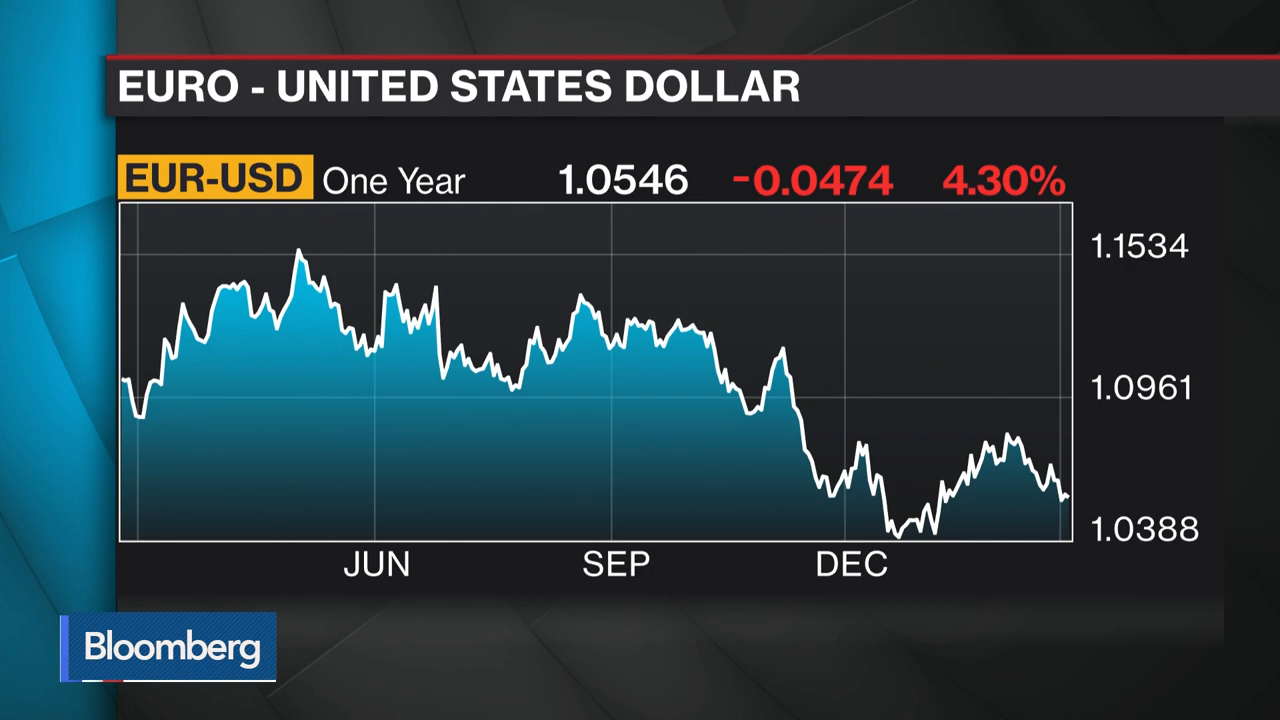 EURO - UNITED STATES DOLLAR
EUR-USD One Year 1.0546 -0.0474 4.30%
1.1534
1.0961
1.0388
JUN SEP DEC
Bloomberg